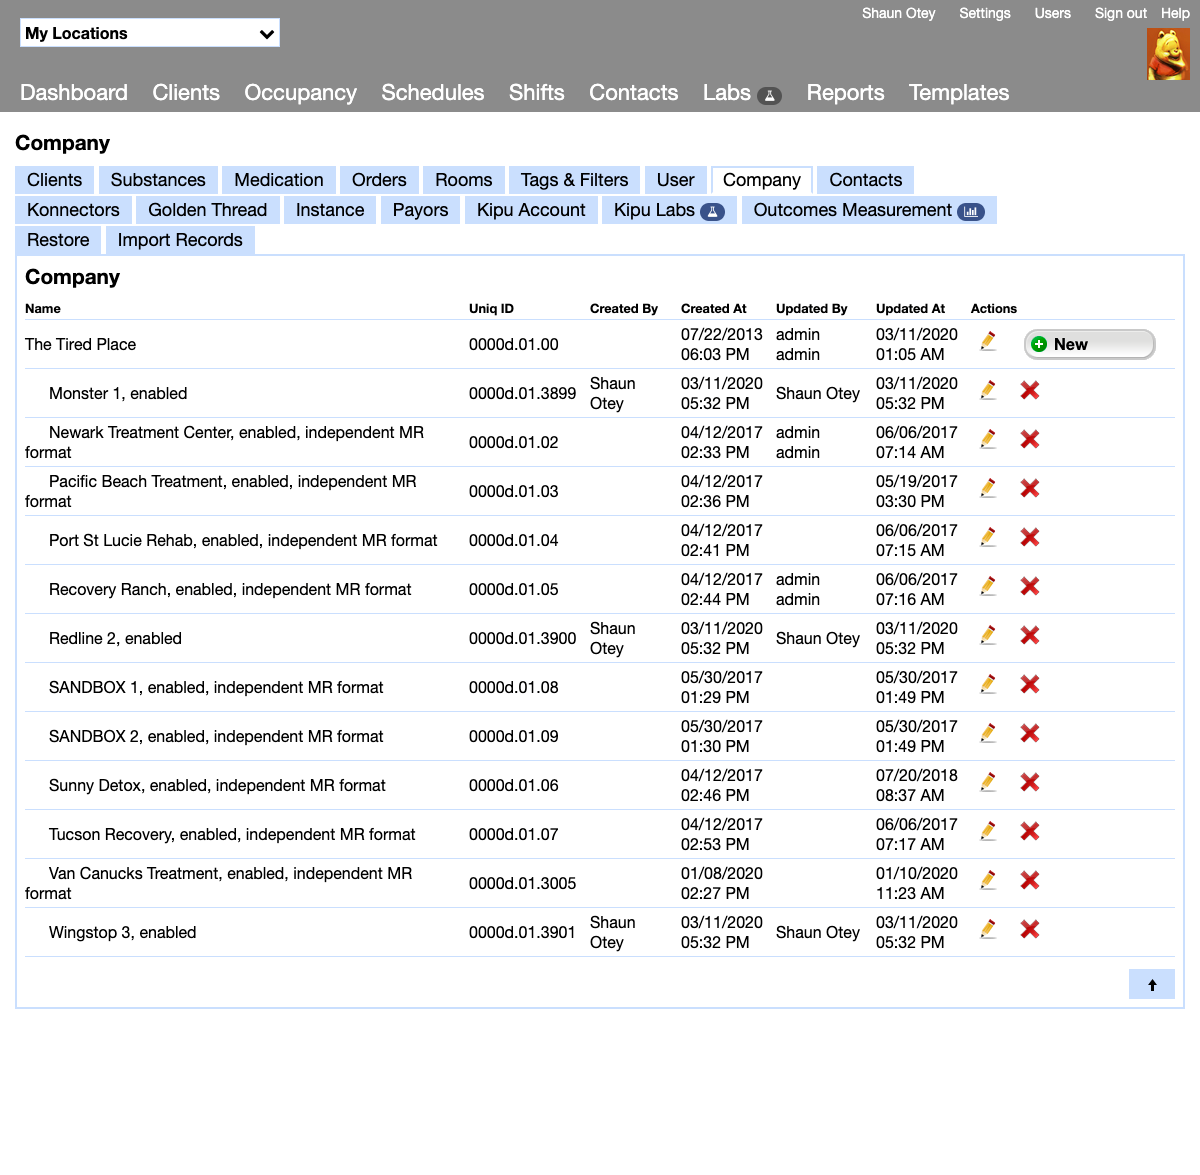 Shaun Otey Settings Users Sign out Help
My Locations
Dashboard Clients Occupancy Schedules Shifts Contacts Labs Reports Templates
Company
Clients Substances Medication Orders Rooms Tags & Filters User Company Contacts
Konnectors Golden Thread Instance Payors Kipu Account Kipu Labs Outcomes Measurement
Restore Import Records
Company
Name Uniq ID Created By Created At Updated By Updated At Actions
The Tired Place 0000d.01.00 07/22/2013 06:03 PM admin admin 03/11/2020 01:05 AM New
Monster 1, enabled 0000d.01.3899 Shaun Otey 03/11/2020 05:32 PM Shaun Otey 03/11/2020 05:32 PM
Newark Treatment Center, enabled, independent MR format 0000d.01.02 04/12/2017 02:33 PM admin admin 06/06/2017 07:14 AM
Pacific Beach Treatment, enabled, independent MR format 0000d.01.03 04/12/2017 02:36 PM 05/19/2017 03:30 PM
Port St Lucie Rehab, enabled, independent MR format 0000d.01.04 04/12/2017 02:41 PM 06/06/2017 07:15 AM
Recovery Ranch, enabled, independent MR format 0000d.01.05 04/12/2017 02:44 PM admin admin 06/06/2017 07:16 AM
Redline 2, enabled 0000d.01.3900 Shaun Otey 03/11/2020 05:32 PM Shaun Otey 03/11/2020 05:32 PM
SANDBOX 1, enabled, independent MR format 0000d.01.08 05/30/2017 01:29 PM 05/30/2017 01:49 PM
SANDBOX 2, enabled, independent MR format 0000d.01.09 05/30/2017 01:30 PM 05/30/2017 01:49 PM
Sunny Detox, enabled, independent MR format 0000d.01.06 04/12/2017 02:46 PM 07/20/2018 08:37 AM
Tucson Recovery, enabled, independent MR format 0000d.01.07 04/12/2017 02:53 PM 06/06/2017 07:17 AM
Van Canucks Treatment, enabled, independent MR format 0000d.01.3005 01/08/2020 02:27 PM 01/10/2020 11:23 AM
Wingstop 3, enabled 0000d.01.3901 Shaun Otey 03/11/2020 05:32 PM Shaun Otey 03/11/2020 05:32 PM